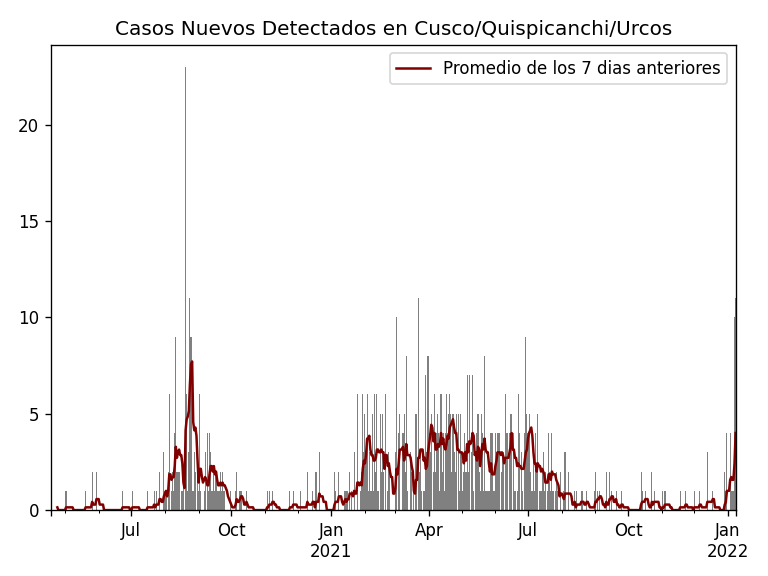 Casos Nuevos Detectados en Cusco/Quispicanchi/Urcos
Promedio de los 7 dias anteriores
20
15
10
5
0
Jul Oct Jan Apr Jul Oct Jan
2021 2022